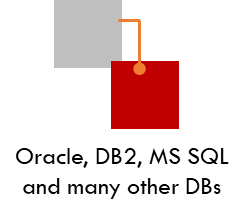 Oracle, DB2, MS SQL
and many other DBs